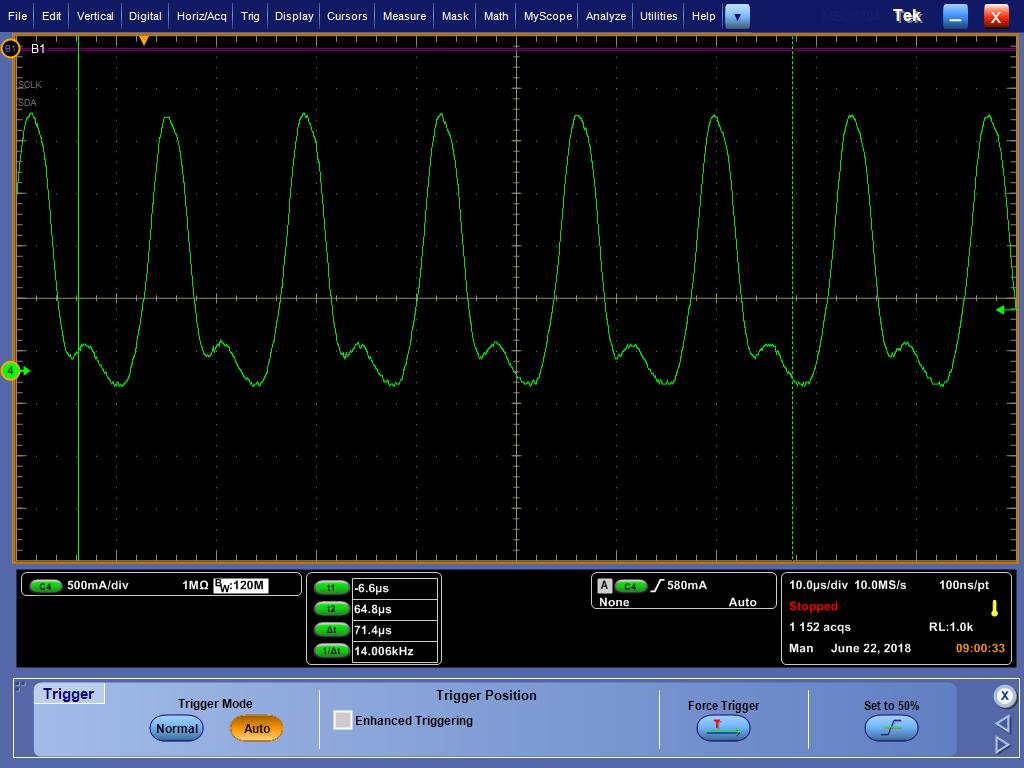 File Edit Vertical Digital Horiz/Acq Trig Display Cursors Measure Mask Math MyScope Analyze Utilities Help Tek X
B1 B1
SCLK
SDA
4
C4 500mA/div 1MΩ BW:120M
t1 -6.6µs
t2 64.8µs
Δt 71.4µs
1/Δt 14.006kHz
A C4 580mA
None Auto
10.0µs/div 10.0MS/s 100ns/pt
Stopped
1 152 acqs RL:1.0k
Man June 22, 2018 09:00:33
Trigger
Trigger Mode
Normal Auto
Trigger Position
Enhanced Triggering
Force Trigger
T
Set to 50%
X